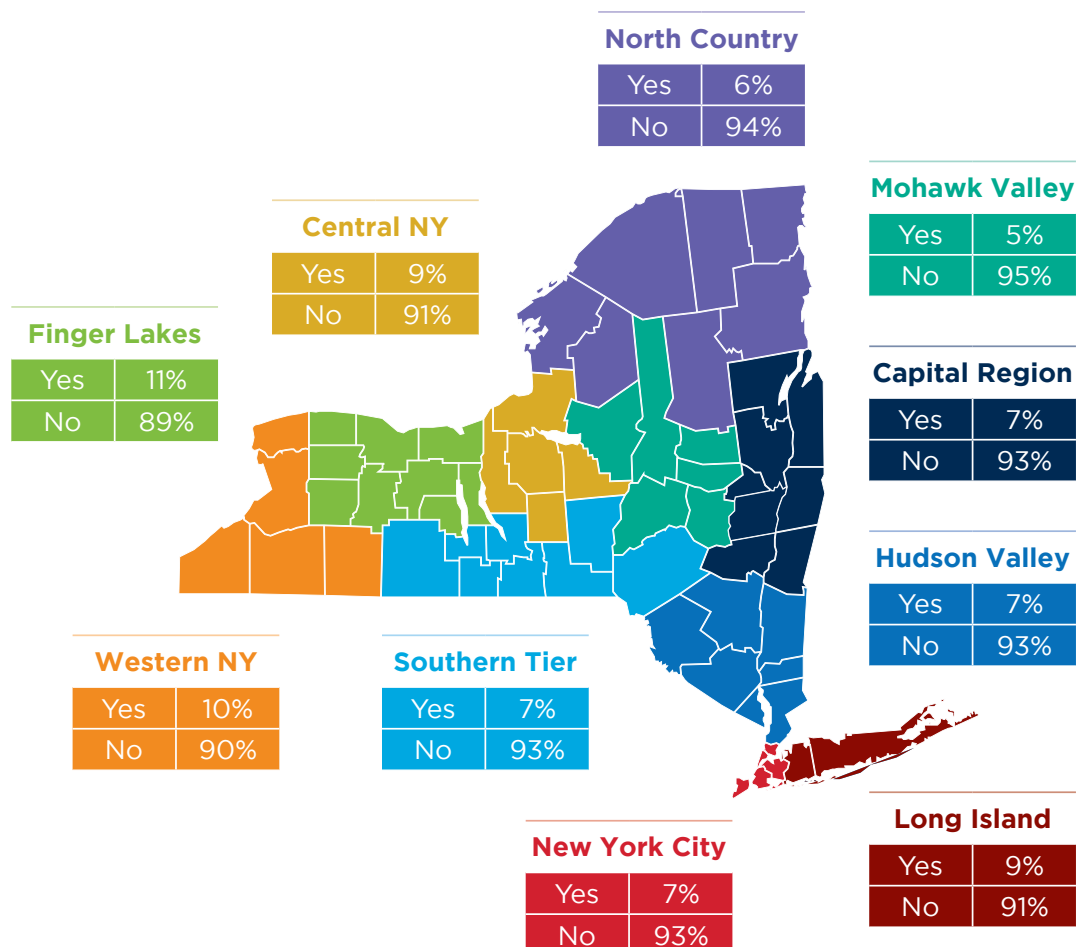 North Country
Yes 6%
No 94%
Mohawk Valley
Yes 5%
No 95%
Central NY
Yes 9%
No 91%
Finger Lakes
Yes 11%
No 89%
Capital Region
Yes 7%
No 93%
Hudson Valley
Yes 7%
No 93%
Western NY
Yes 10%
No 90%
Southern Tier
Yes 7%
No 93%
Long Island
Yes 9%
No 91%
New York City
Yes 7%
No 93%